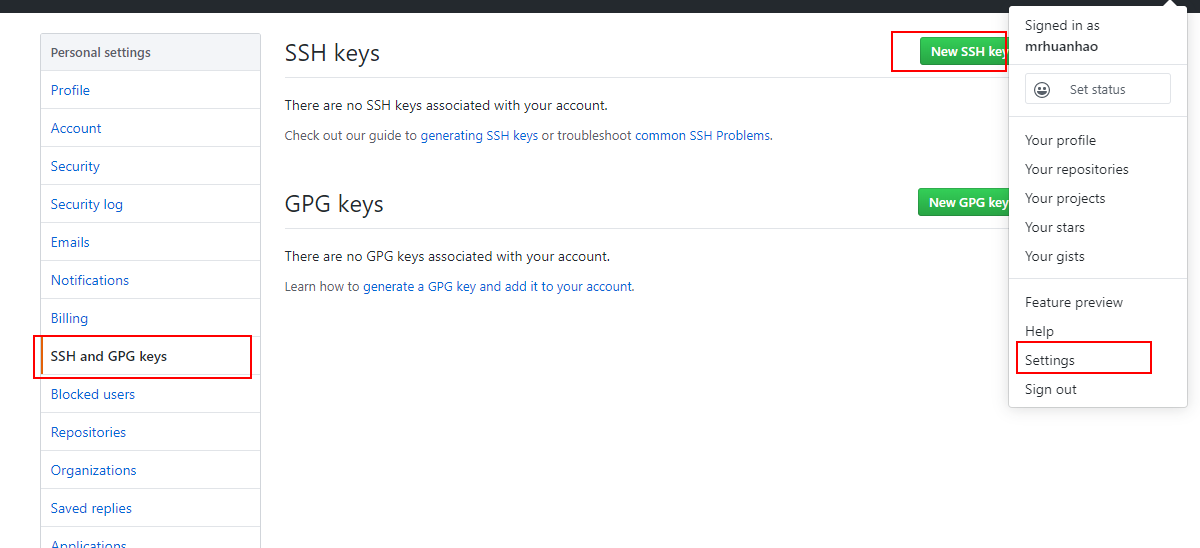 Personal settings
Profile
Account
Security
Security log
Emails
Notifications
Billing
SSH and GPG keys
Blocked users
Repositories
Organizations
Saved replies
Applications
SSH keys
New SSH key
There are no SSH keys associated with your account.
Check out our guide to generating SSH keys or troubleshoot common SSH Problems.
GPG keys
New GPG key
There are no GPG keys associated with your account.
Learn how to generate a GPG key and add it to your account.
Signed in as
mrhuanhao
Set status
Your profile
Your repositories
Your projects
Your stars
Your gists
Feature preview
Help
Settings
Sign out